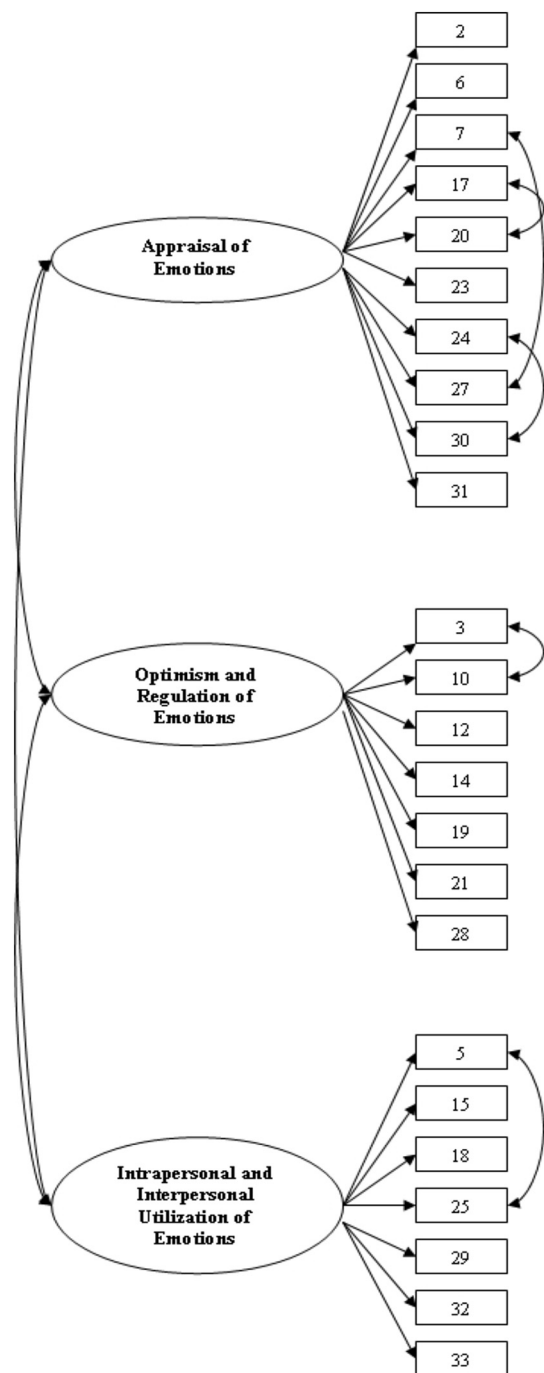 2
6
7
17
20
23
24
27
30
31
Appraisal of
Emotions
3
10
12
14
19
21
28
Optimism and
Regulation of
Emotions
5
15
18
25
29
32
33
Intrapersonal and
Interpersonal
Utilization of
Emotions